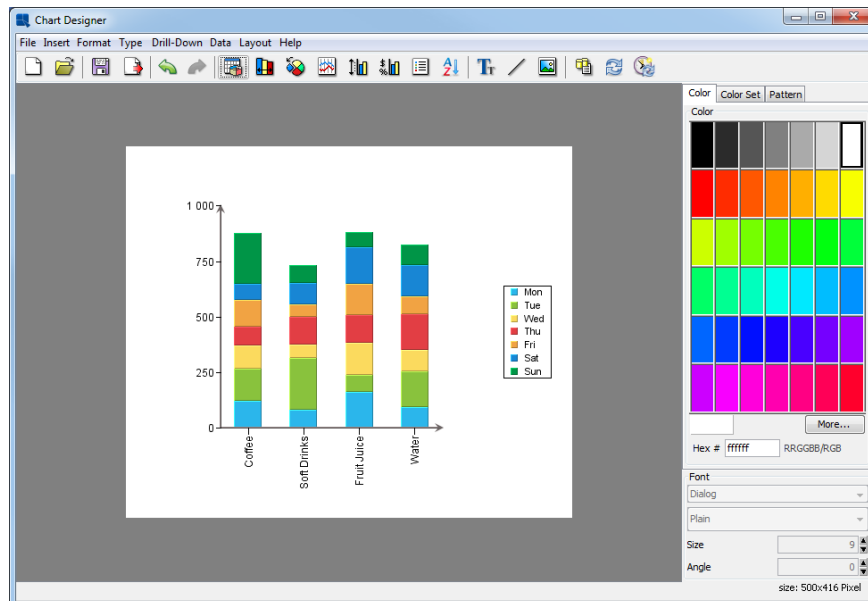 Chart Designer
File Insert Format Type Drill-Down Data Layout Help
Color Color Set Pattern
Color
1 000
750
500
250
0
Coffee
Soft Drinks
Fruit Juice
Water
Mon
Tue
Wed
Thu
Fri
Sat
Sun
More...
Hex # ffffff RRGGBB/RGB
Font
Dialog
Plain
Size 9
Angle 0
size: 500x416 Pixel